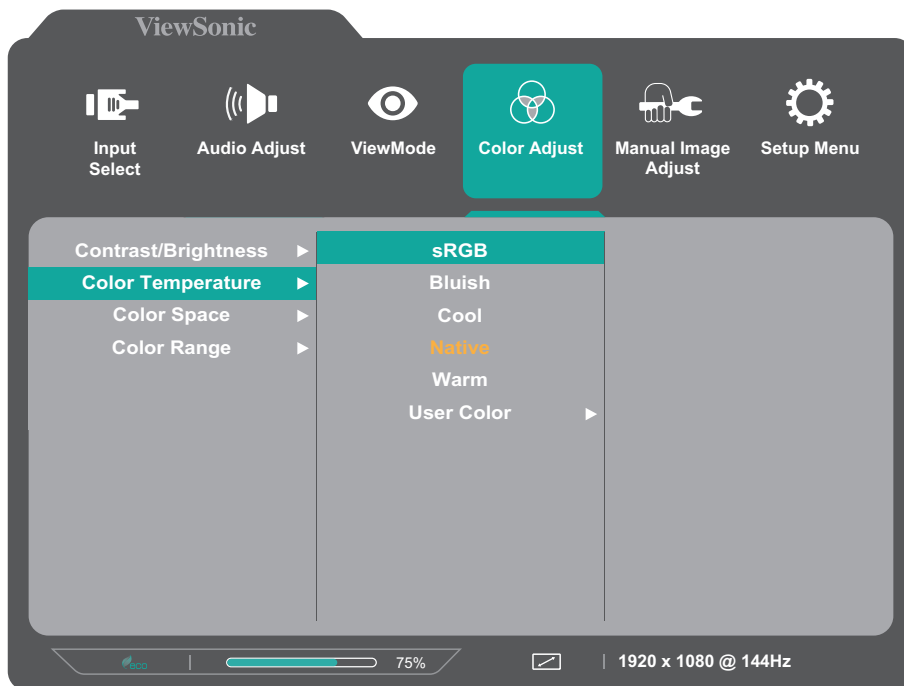 ViewSonic
Input Select
Audio Adjust
ViewMode
Color Adjust
Manual Image Adjust
Setup Menu
Contrast/Brightness
Color Temperature
Color Space
Color Range
sRGB
Bluish
Cool
Native
Warm
User Color
eco
75%
1920 x 1080 @ 144Hz